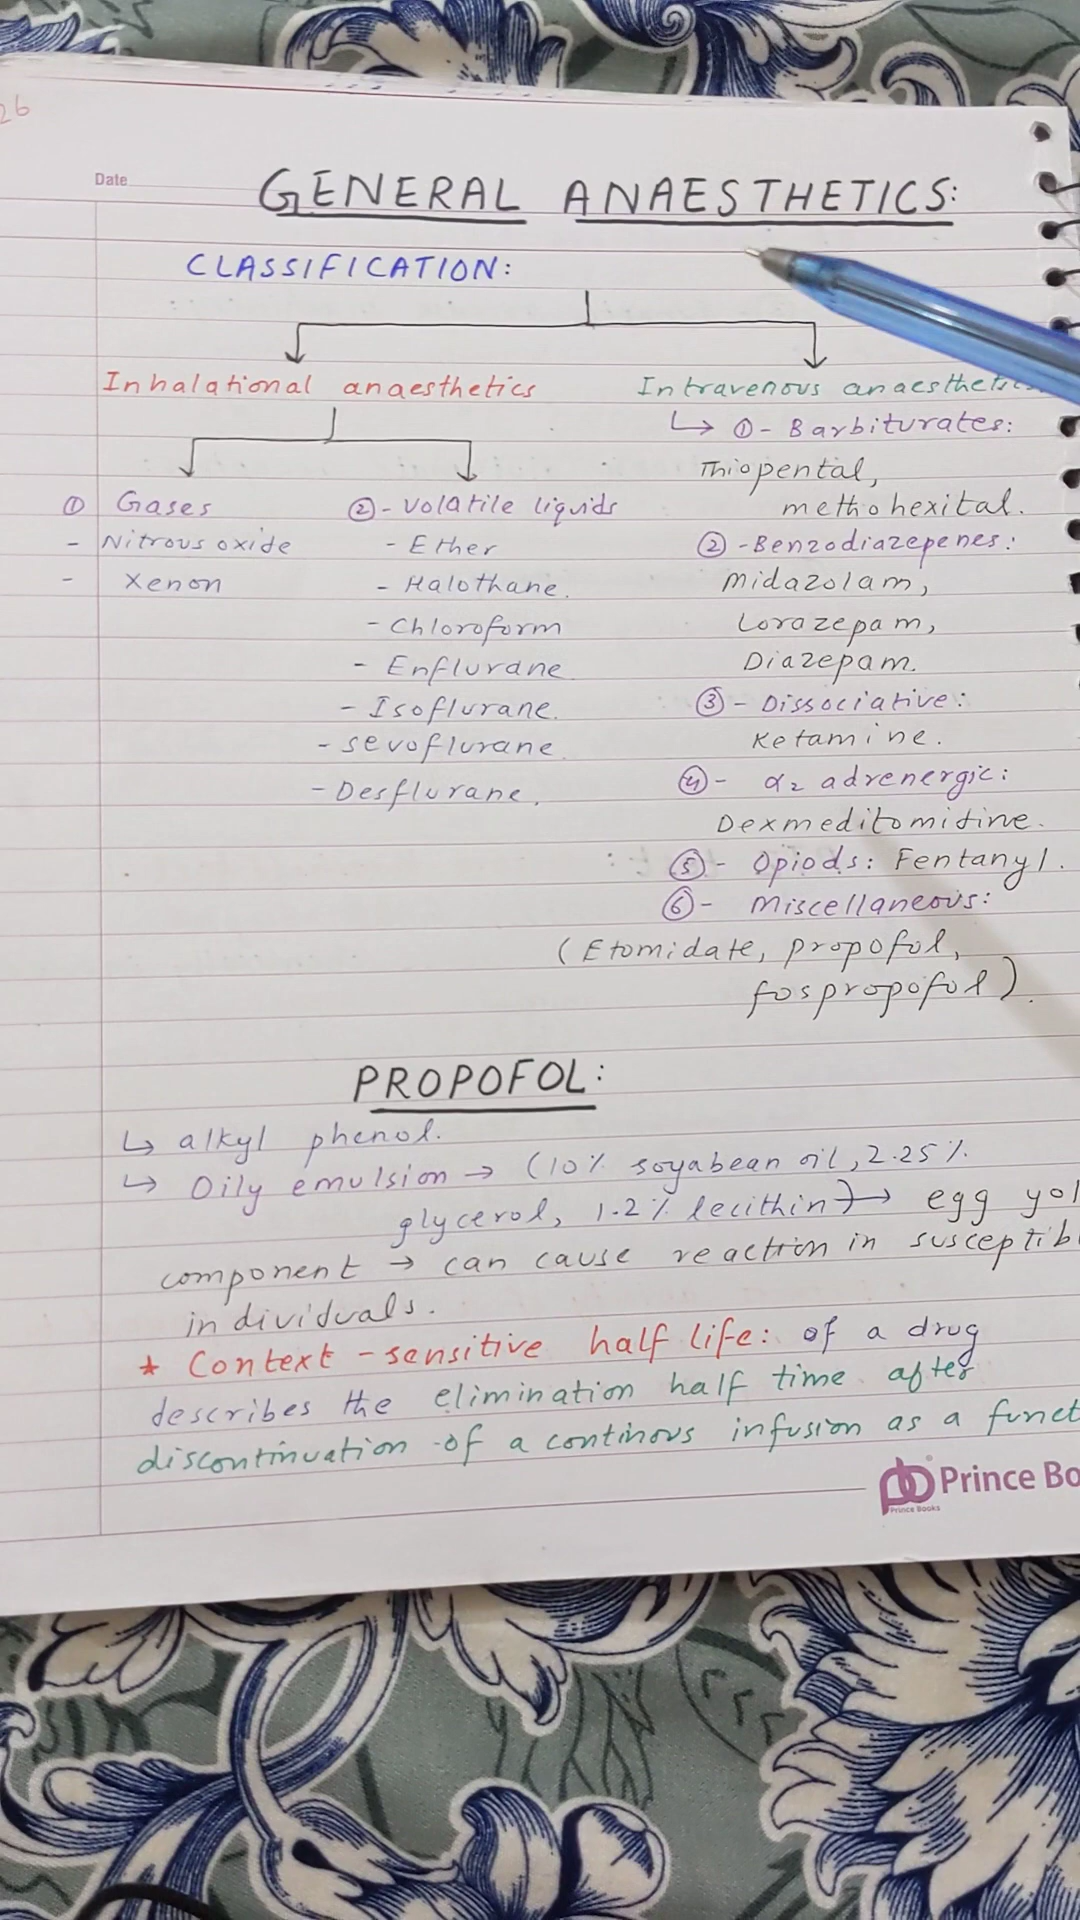 26
Date
GENERAL ANAESTHETICS:
CLASSIFICATION:
Inhalational anaesthetics
① Gases
- Nitrous oxide
- Xenon
②- Volatile liquids
- Ether
- Halothane.
- Chloroform
- Enflurane
- Isoflurane.
- sevoflurane
- Desflurane.
Intravenous anaesthetics
↳ ①- Barbiturates:
Thiopental,
methohexital.
②-Benzodiazepenes:
midazolam,
Lorazepam,
Diazepam.
③- Dissociative:
Ketamine.
④- α₂ adrenergic:
Dexmeditomidine.
⑤- Opiods: Fentanyl.
⑥- Miscellaneous:
(Etomidate, propofol,
fospropofol).
PROPOFOL:
↳ alkyl phenol.
↳ Oily emulsion → (10% soyabean oil, 2.25%
glycerol, 1.2% lecithin) → egg yol
component → can cause reaction in susceptib
individuals.
* Context-sensitive half life: of a drug
describes the elimination half time after
discontinuation of a continous infusion as a funct
pb Prince Bo
Prince Books